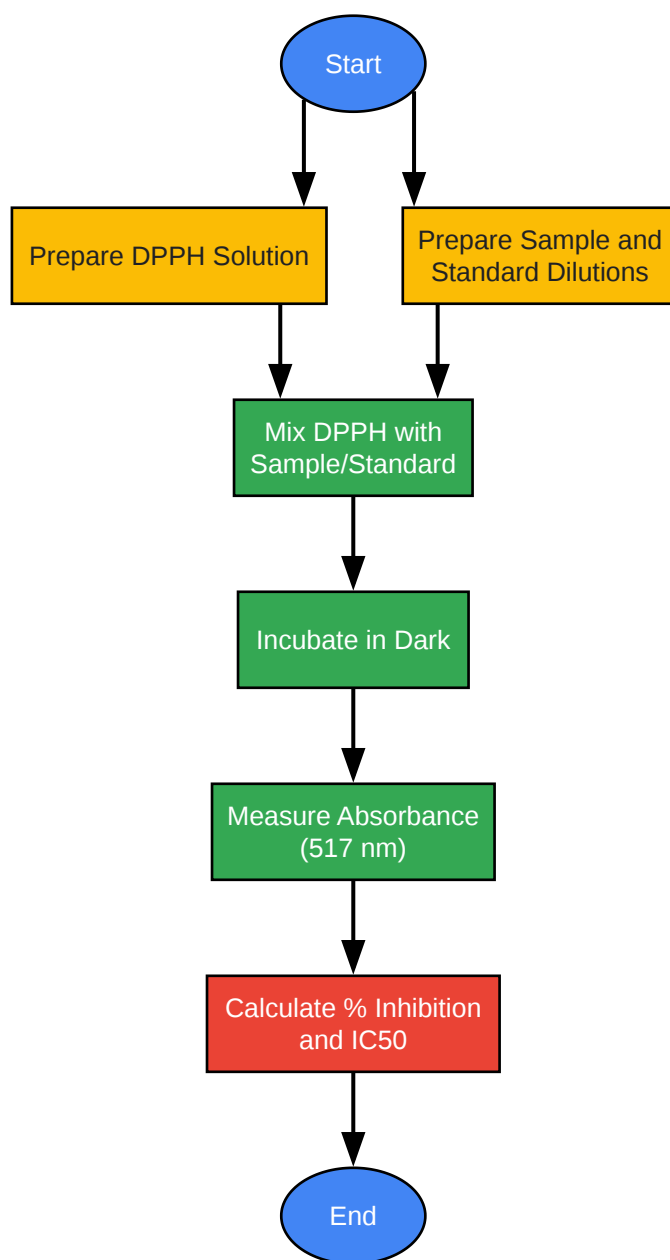 Start
Prepare DPPH Solution
Prepare Sample and
Standard Dilutions
Mix DPPH with
Sample/Standard
Incubate in Dark
Measure Absorbance
(517 nm)
Calculate % Inhibition
and IC50
End